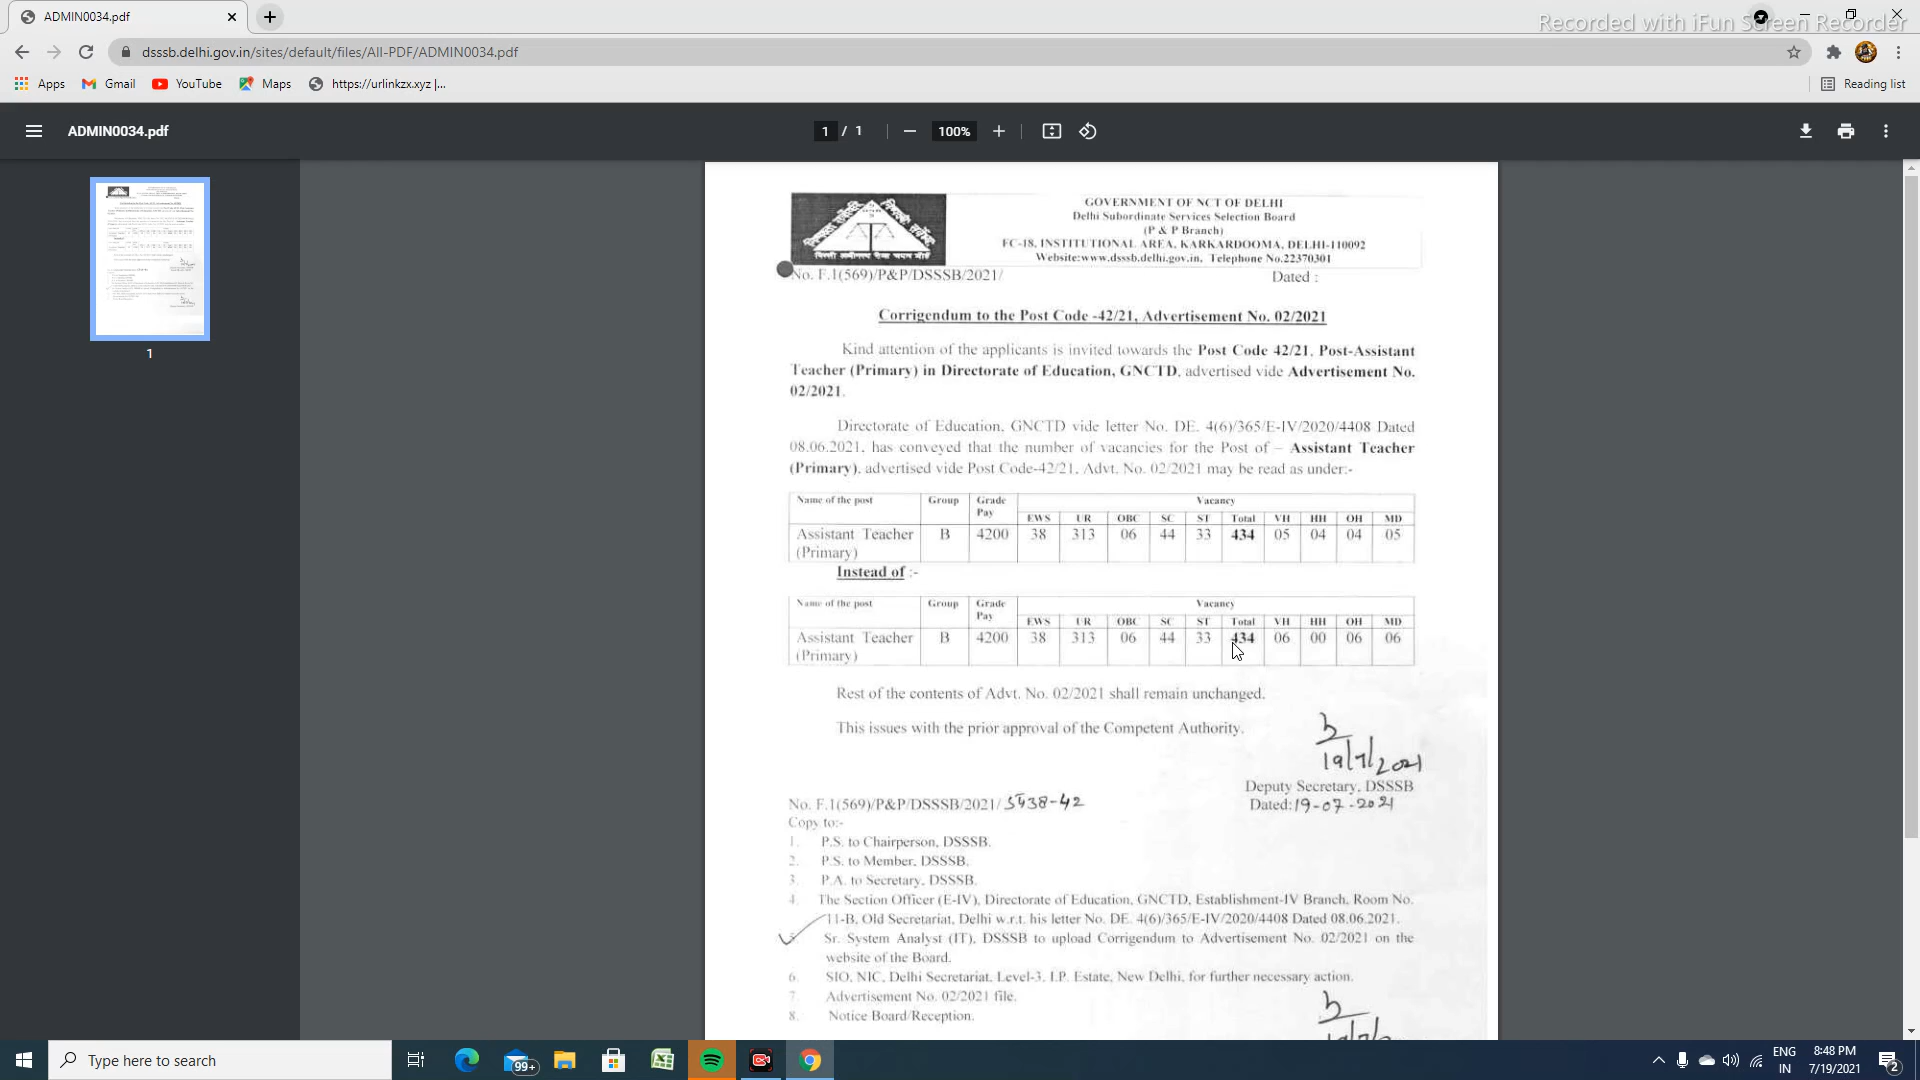 ADMIN0034.pdf
Recorded with iFun Screen Recorder
dsssb.delhi.gov.in/sites/default/files/All-PDF/ADMIN0034.pdf
Apps Gmail YouTube Maps https://urlinkzx.xyz |... Reading list
ADMIN0034.pdf 1 / 1 100%
1
GOVERNMENT OF NCT OF DELHI
Delhi Subordinate Services Selection Board
(P & P Branch)
FC-18, INSTITUTIONAL AREA, KARKARDOOMA, DELHI-110092
Website:www.dsssb.delhi.gov.in, Telephone No.22370301
No. F.1(569)/P&P/DSSSB/2021/ Dated :
Corrigendum to the Post Code -42/21, Advertisement No. 02/2021
Kind attention of the applicants is invited towards the Post Code 42/21, Post-Assistant
Teacher (Primary) in Directorate of Education, GNCTD, advertised vide Advertisement No.
02/2021.
Directorate of Education, GNCTD vide letter No. DE. 4(6)/365/E-IV/2020/4408 Dated
08.06.2021, has conveyed that the number of vacancies for the Post of – Assistant Teacher
(Primary), advertised vide Post Code-42/21, Advt. No. 02/2021 may be read as under:-
Name of the post Group Grade Pay Vacancy
EWS UR OBC SC ST Total VH HH OH MD
Assistant Teacher B 4200 38 313 06 44 33 434 05 04 04 05
(Primary)
Instead of :-
Name of the post Group Grade Pay Vacancy
EWS UR OBC SC ST Total VH HH OH MD
Assistant Teacher B 4200 38 313 06 44 33 434 06 00 06 06
(Primary)
Rest of the contents of Advt. No. 02/2021 shall remain unchanged.
This issues with the prior approval of the Competent Authority.
19/7/2021
Deputy Secretary, DSSSB
No. F.1(569)/P&P/DSSSB/2021/ 5438-42 Dated:19-07-2021
Copy to:-
1. P.S. to Chairperson, DSSSB.
2. P.S. to Member, DSSSB.
3. P.A. to Secretary, DSSSB.
4. The Section Officer (E-IV), Directorate of Education, GNCTD, Establishment-IV Branch, Room No.
11-B, Old Secretariat, Delhi w.r.t. his letter No. DE. 4(6)/365/E-IV/2020/4408 Dated 08.06.2021.
5. Sr. System Analyst (IT), DSSSB to upload Corrigendum to Advertisement No. 02/2021 on the
website of the Board.
6. SIO, NIC, Delhi Secretariat, Level-3, I.P. Estate, New Delhi, for further necessary action.
7. Advertisement No. 02/2021 file.
8. Notice Board/Reception.
Type here to search
99+
ENG
IN
8:48 PM
7/19/2021
2